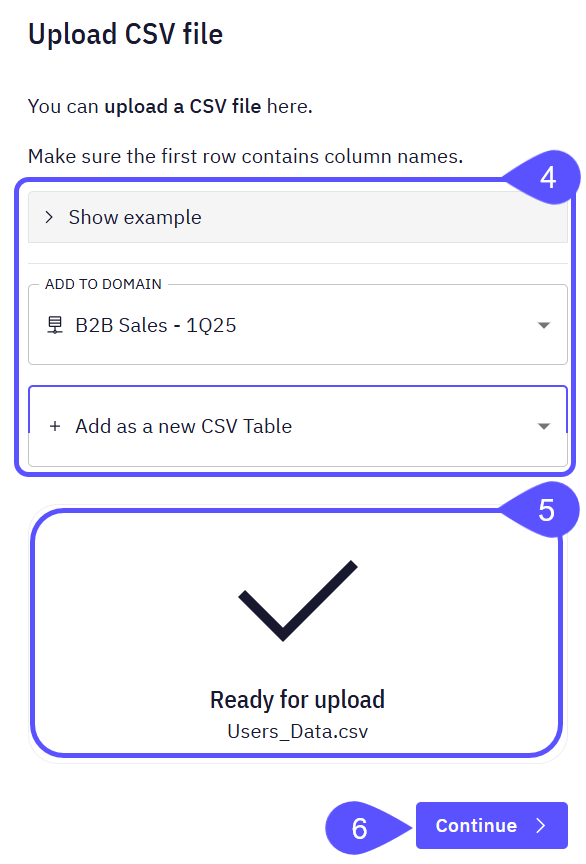 Upload CSV file
You can upload a CSV file here.
Make sure the first row contains column names.
4
Show example
ADD TO DOMAIN
B2B Sales - 1Q25
+ Add as a new CSV Table
5
Ready for upload
Users_Data.csv
6
Continue